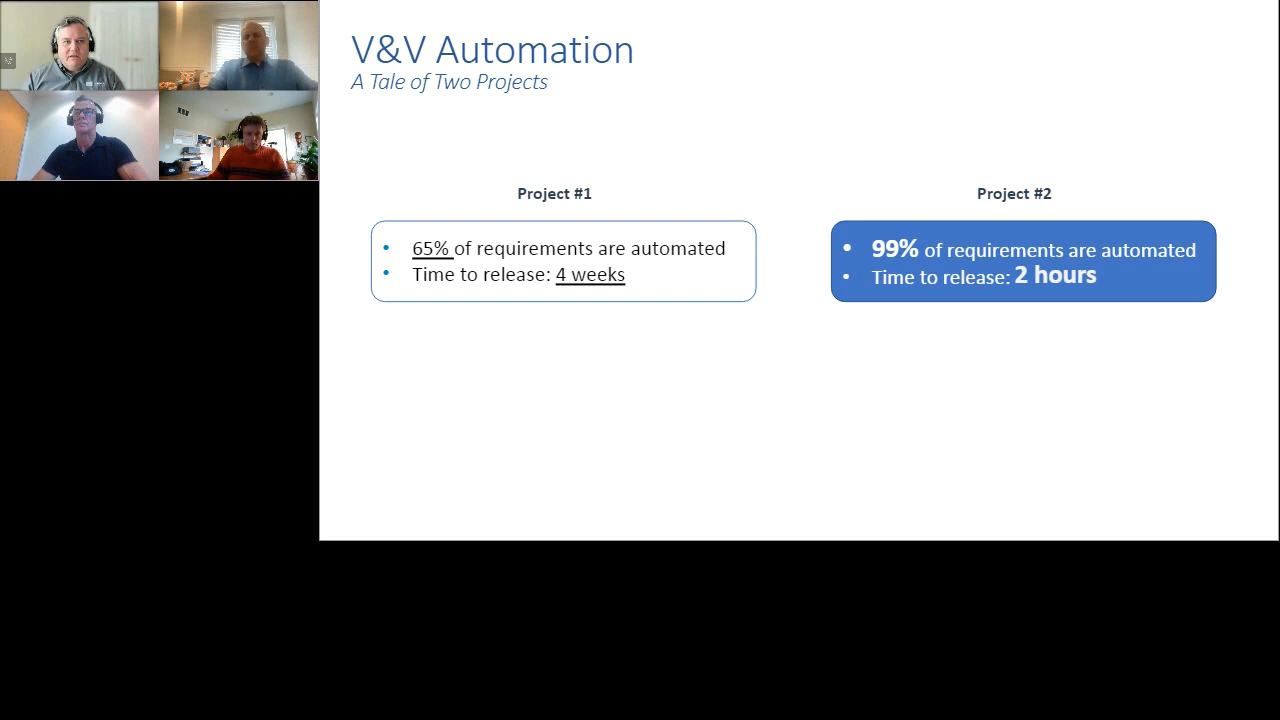 V&V Automation
A Tale of Two Projects
Project #1
• 65% of requirements are automated
• Time to release: 4 weeks
Project #2
• 99% of requirements are automated
• Time to release: 2 hours